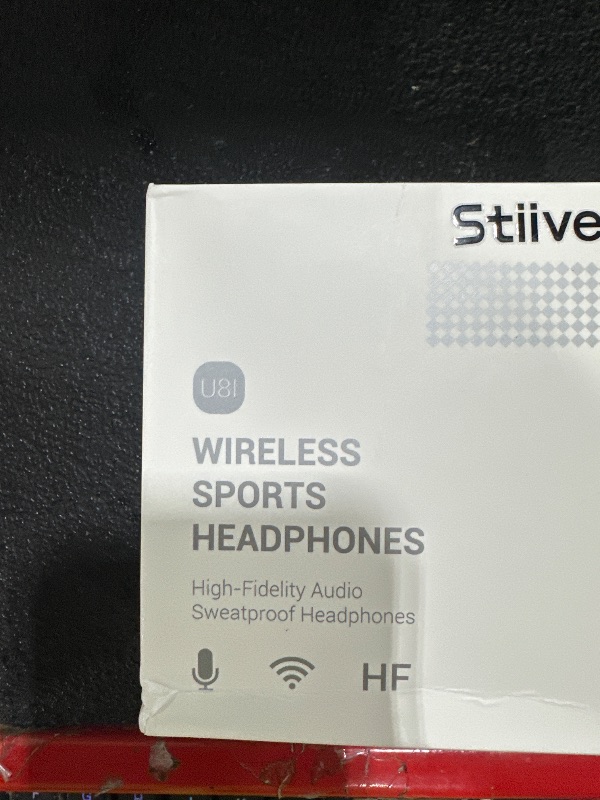 Stiive
U8I
WIRELESS
SPORTS
HEADPHONES
High-Fidelity Audio
Sweatproof Headphones
HF